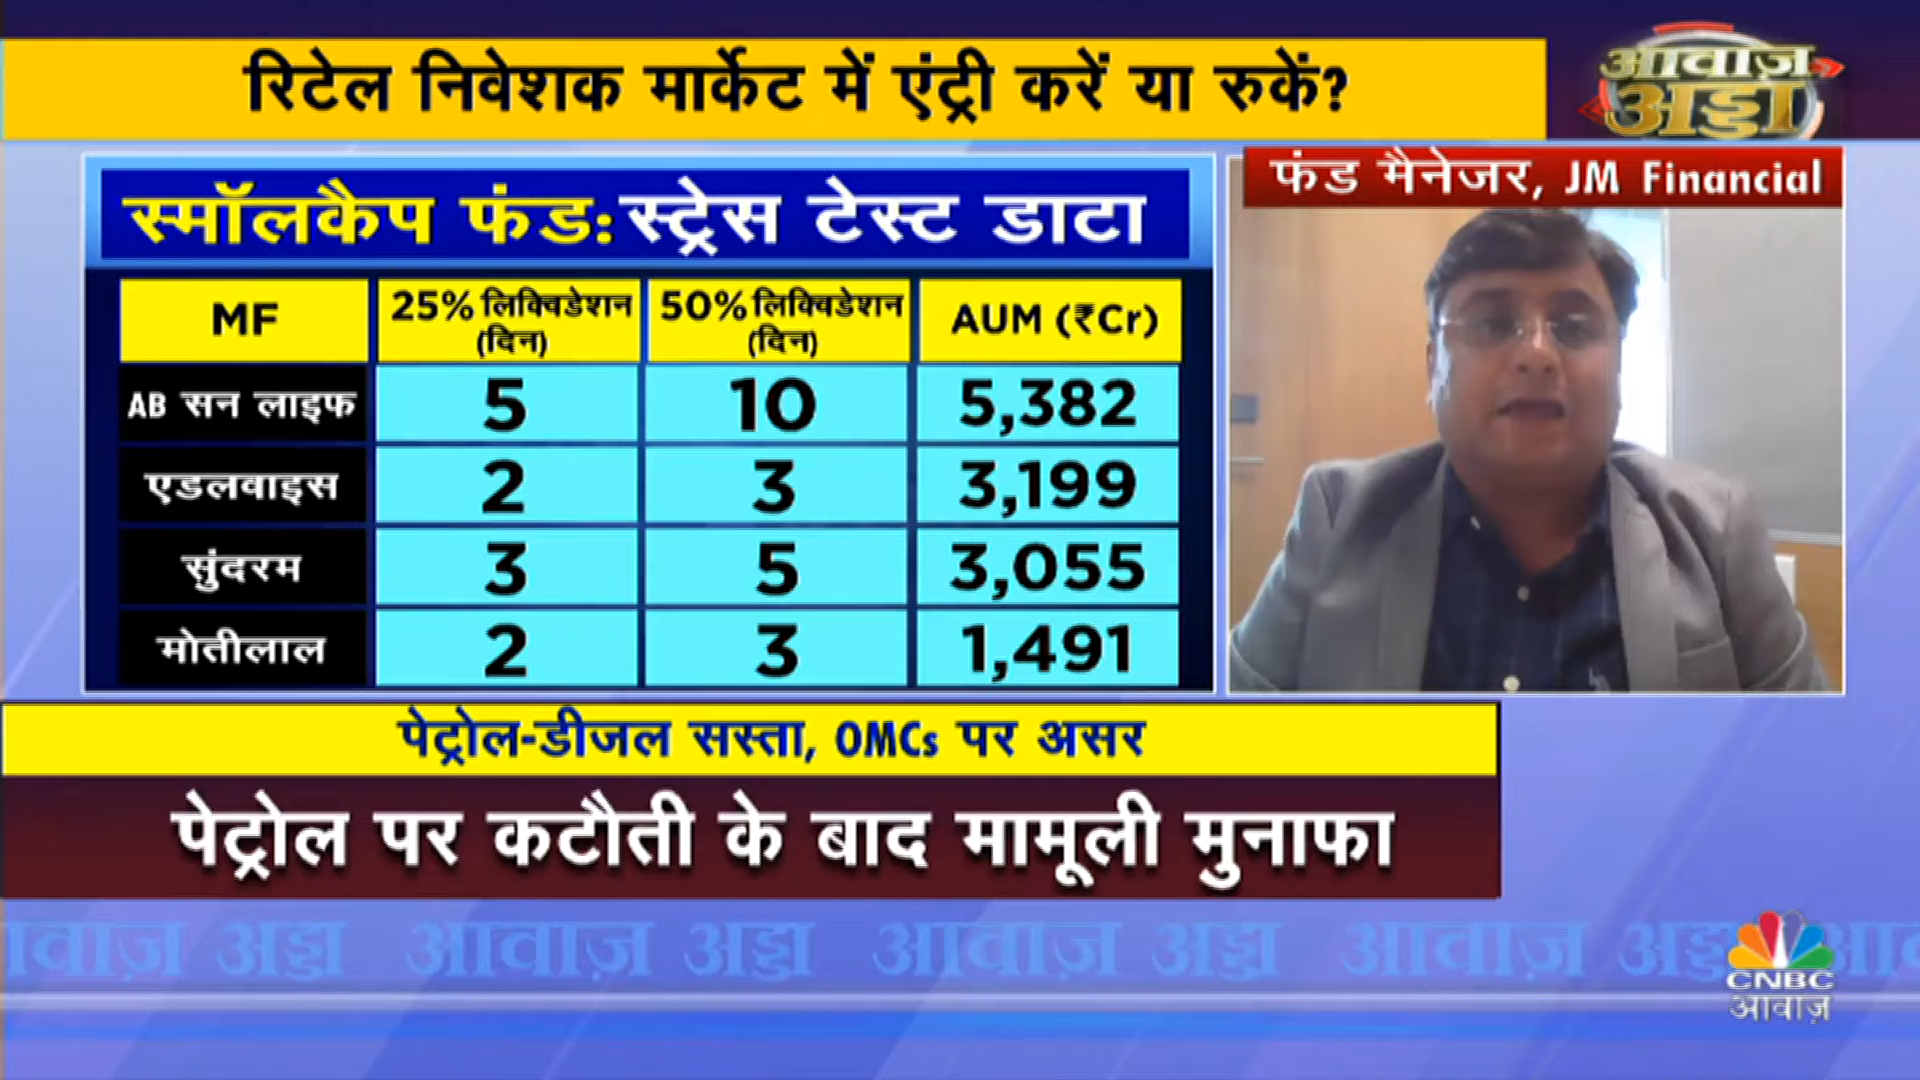 रिटेल निवेशक मार्केट में एंट्री करें या रुकें?
आवाज़
अड्डा
फंड मैनेजर, JM Financial
स्मॉलकैप फंड: स्ट्रेस टेस्ट डाटा
MF 25% लिक्विडेशन (दिन) 50% लिक्विडेशन (दिन) AUM (₹Cr)
AB सन लाइफ 5 10 5,382
एडलवाइस 2 3 3,199
सुंदरम 3 5 3,055
मोतीलाल 2 3 1,491
पेट्रोल-डीजल सस्ता, OMCs पर असर
पेट्रोल पर कटौती के बाद मामूली मुनाफा
आवाज़ अड्डा आवाज़ अड्डा आवाज़ अड्डा आवाज़ अड्डा
CNBC
आवाज़